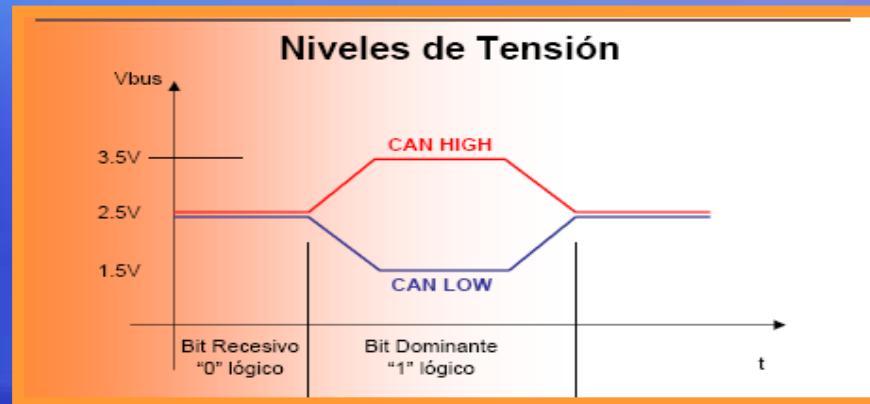 Niveles de Tensión
Vbus
CAN HIGH
3.5V
2.5V
1.5V
CAN LOW
Bit Recesivo
“0” lógico
Bit Dominante
“1” lógico
t